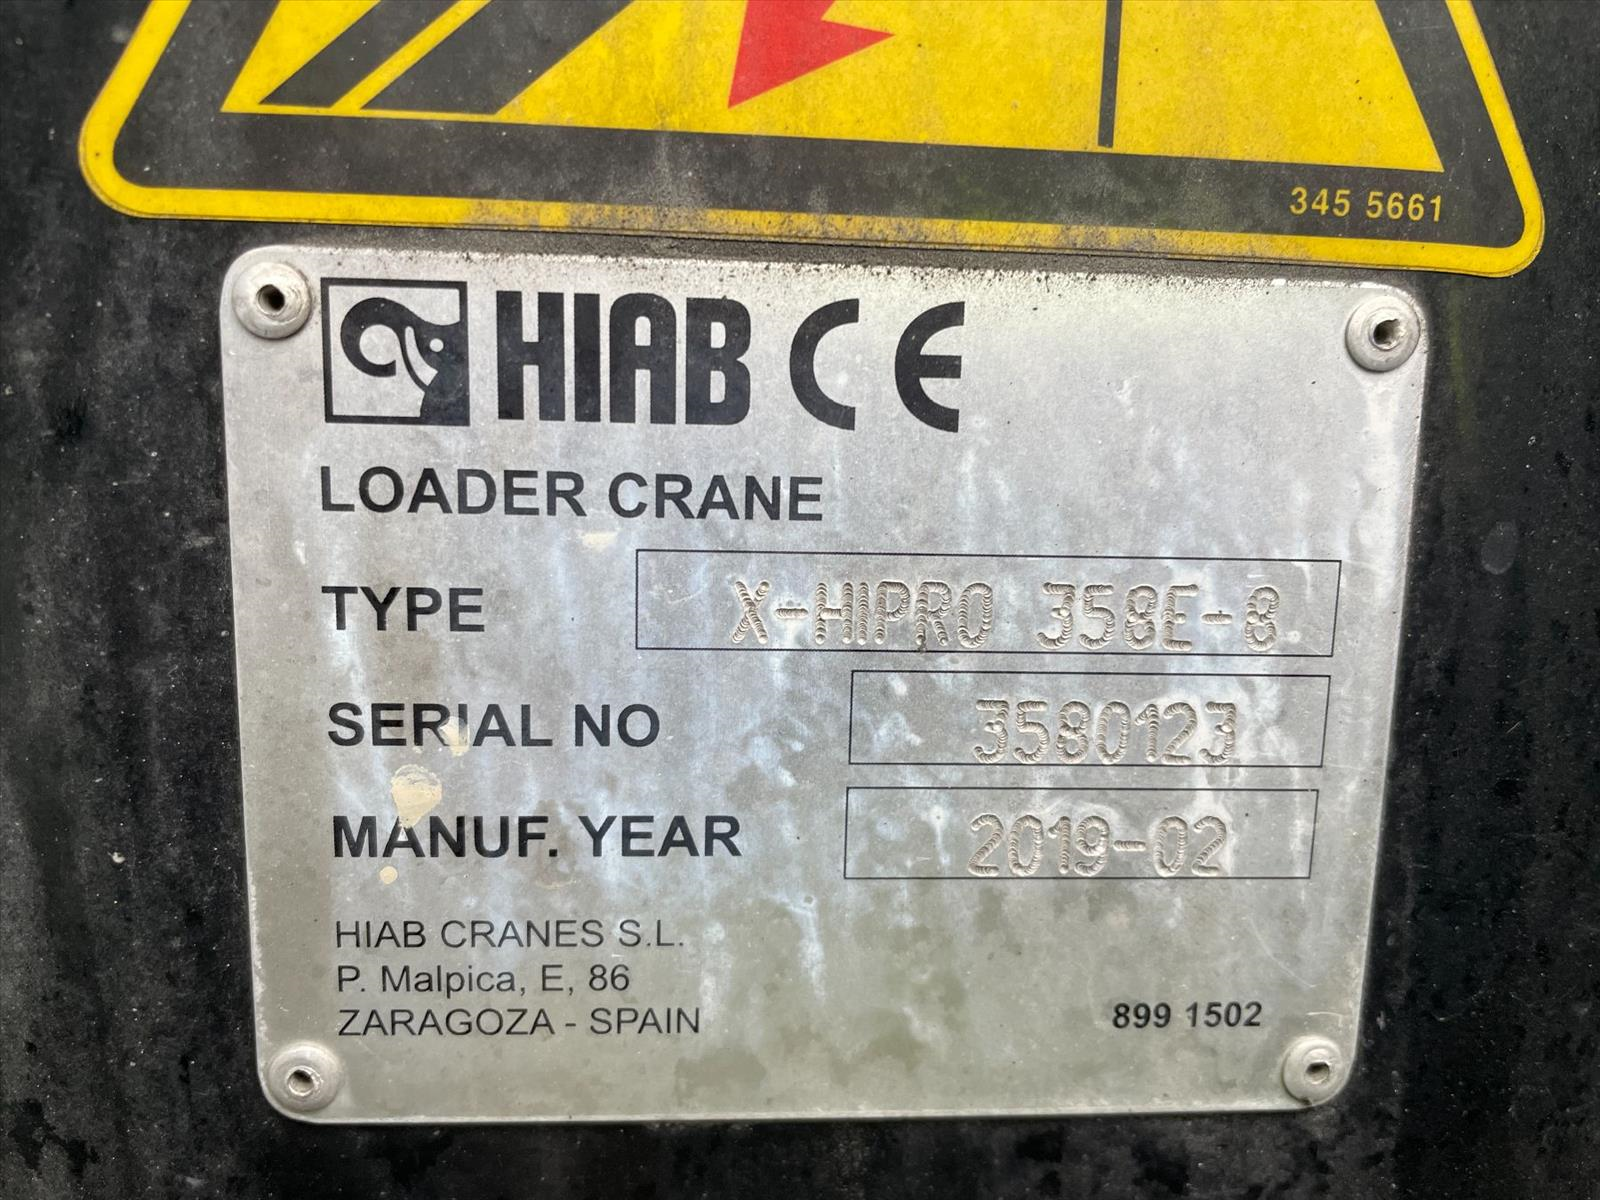 345 5661
HIAB CE
LOADER CRANE
TYPE X-HIPRO 358E-8
SERIAL NO 3580123
MANUF. YEAR 2019-02
HIAB CRANES S.L.
P. Malpica, E, 86
ZARAGOZA - SPAIN
899 1502